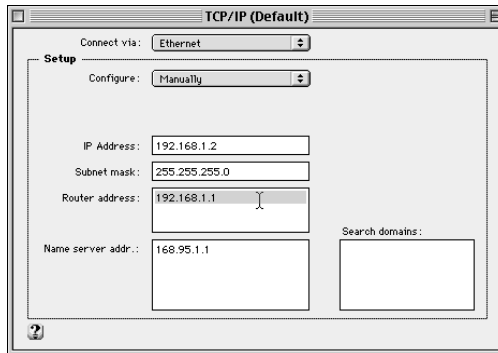 TCP/IP (Default)
Connect via: Ethernet
Setup
Configure: Manually
IP Address: 192.168.1.2
Subnet mask: 255.255.255.0
Router address: 192.168.1.1
Search domains:
Name server addr.: 168.95.1.1
?